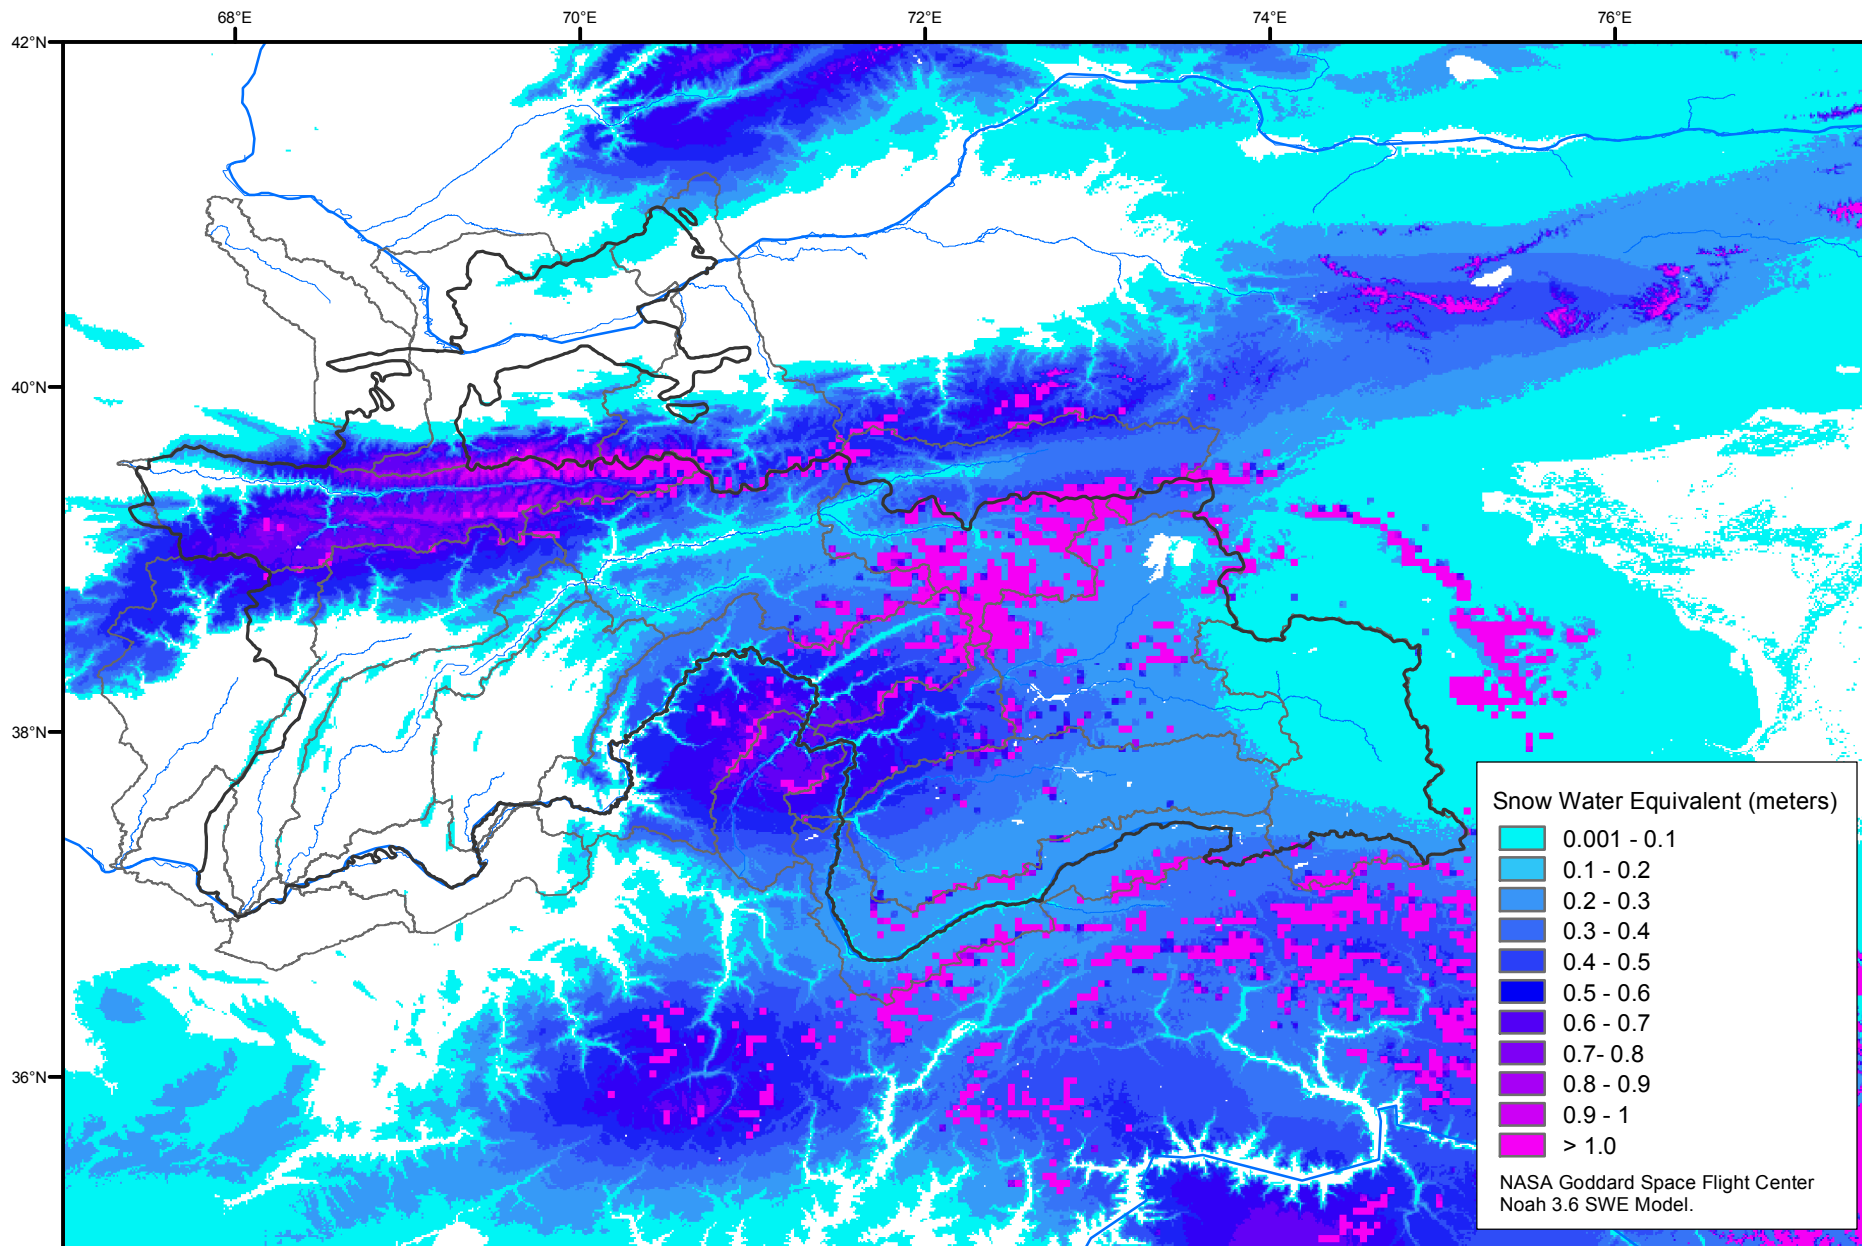 68°E
70°E
72°E
74°E
76°E
42°N
40°N
38°N
36°N
Snow Water Equivalent (meters)
0.001 - 0.1
0.1 - 0.2
0.2 - 0.3
0.3 - 0.4
0.4 - 0.5
0.5 - 0.6
0.6 - 0.7
0.7- 0.8
0.8 - 0.9
0.9 - 1
> 1.0
NASA Goddard Space Flight Center
Noah 3.6 SWE Model.